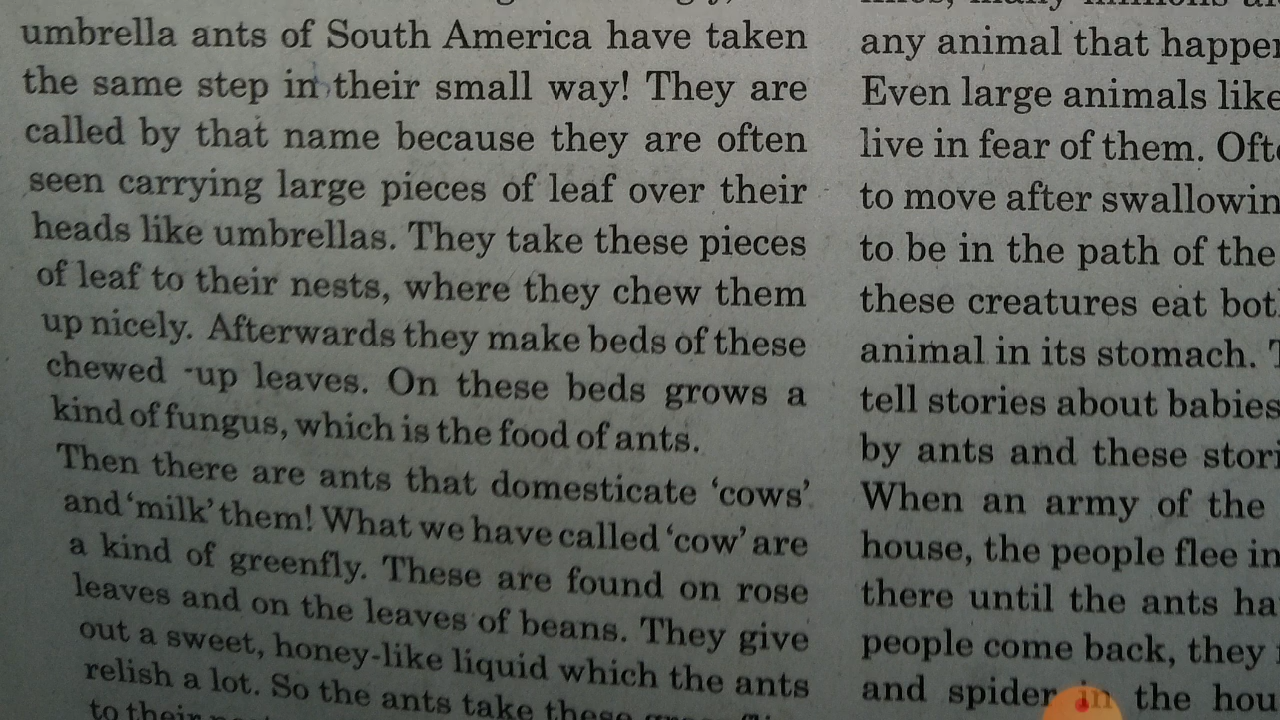 umbrella ants of South America have taken
the same step in their small way! They are
called by that name because they are often
seen carrying large pieces of leaf over their
heads like umbrellas. They take these pieces
of leaf to their nests, where they chew them
up nicely. Afterwards they make beds of these
chewed -up leaves. On these beds grows a
kind of fungus, which is the food of ants.
Then there are ants that domesticate ‘cows’
and ‘milk’ them! What we have called ‘cow’ are
a kind of greenfly. These are found on rose
leaves and on the leaves of beans. They give
out a sweet, honey-like liquid which the ants
relish a lot. So the ants take these
to their
any animal that
Even large animals like
live in fear of them.
to move after
to be in the path of the
these creatures eat
animal in its stomach.
tell stories about babies
by ants and these
When an army of the
house, the people flee in
there until the ants
people come back, they
and spider in the